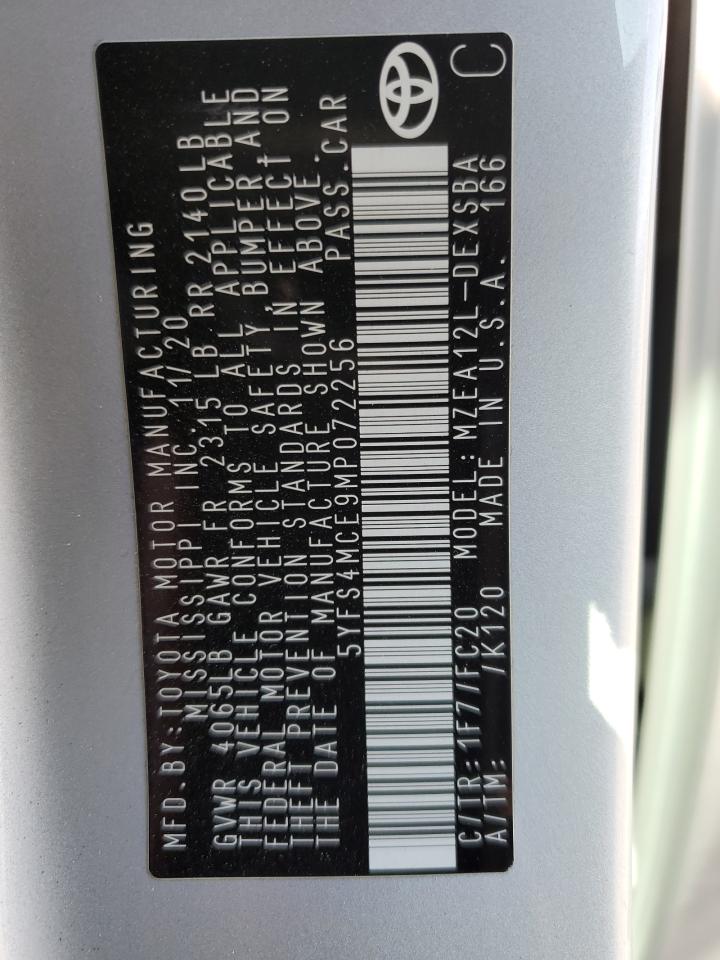 MFD.BY:TOYOTA MOTOR MANUFACTURING
MISSISSIPPI INC. 11/20
GVWR 4065LB GAWR FR 2315 LB RR 2140LB
THIS VEHICLE CONFORMS TO ALL APPLICABLE
FEDERAL MOTOR VEHICLE SAFETY, BUMPER, AND
THEFT PREVENTION STANDARDS IN EFFECT ON
THE DATE OF MANUFACTURE SHOWN ABOVE.
5YFS4MCE9MP072256 PASS.CAR
C/TR:1F7/FC20 MODEL:MZEA12L-DEXSBA
A/TM: /K120 MADE IN U.S.A. 166
C